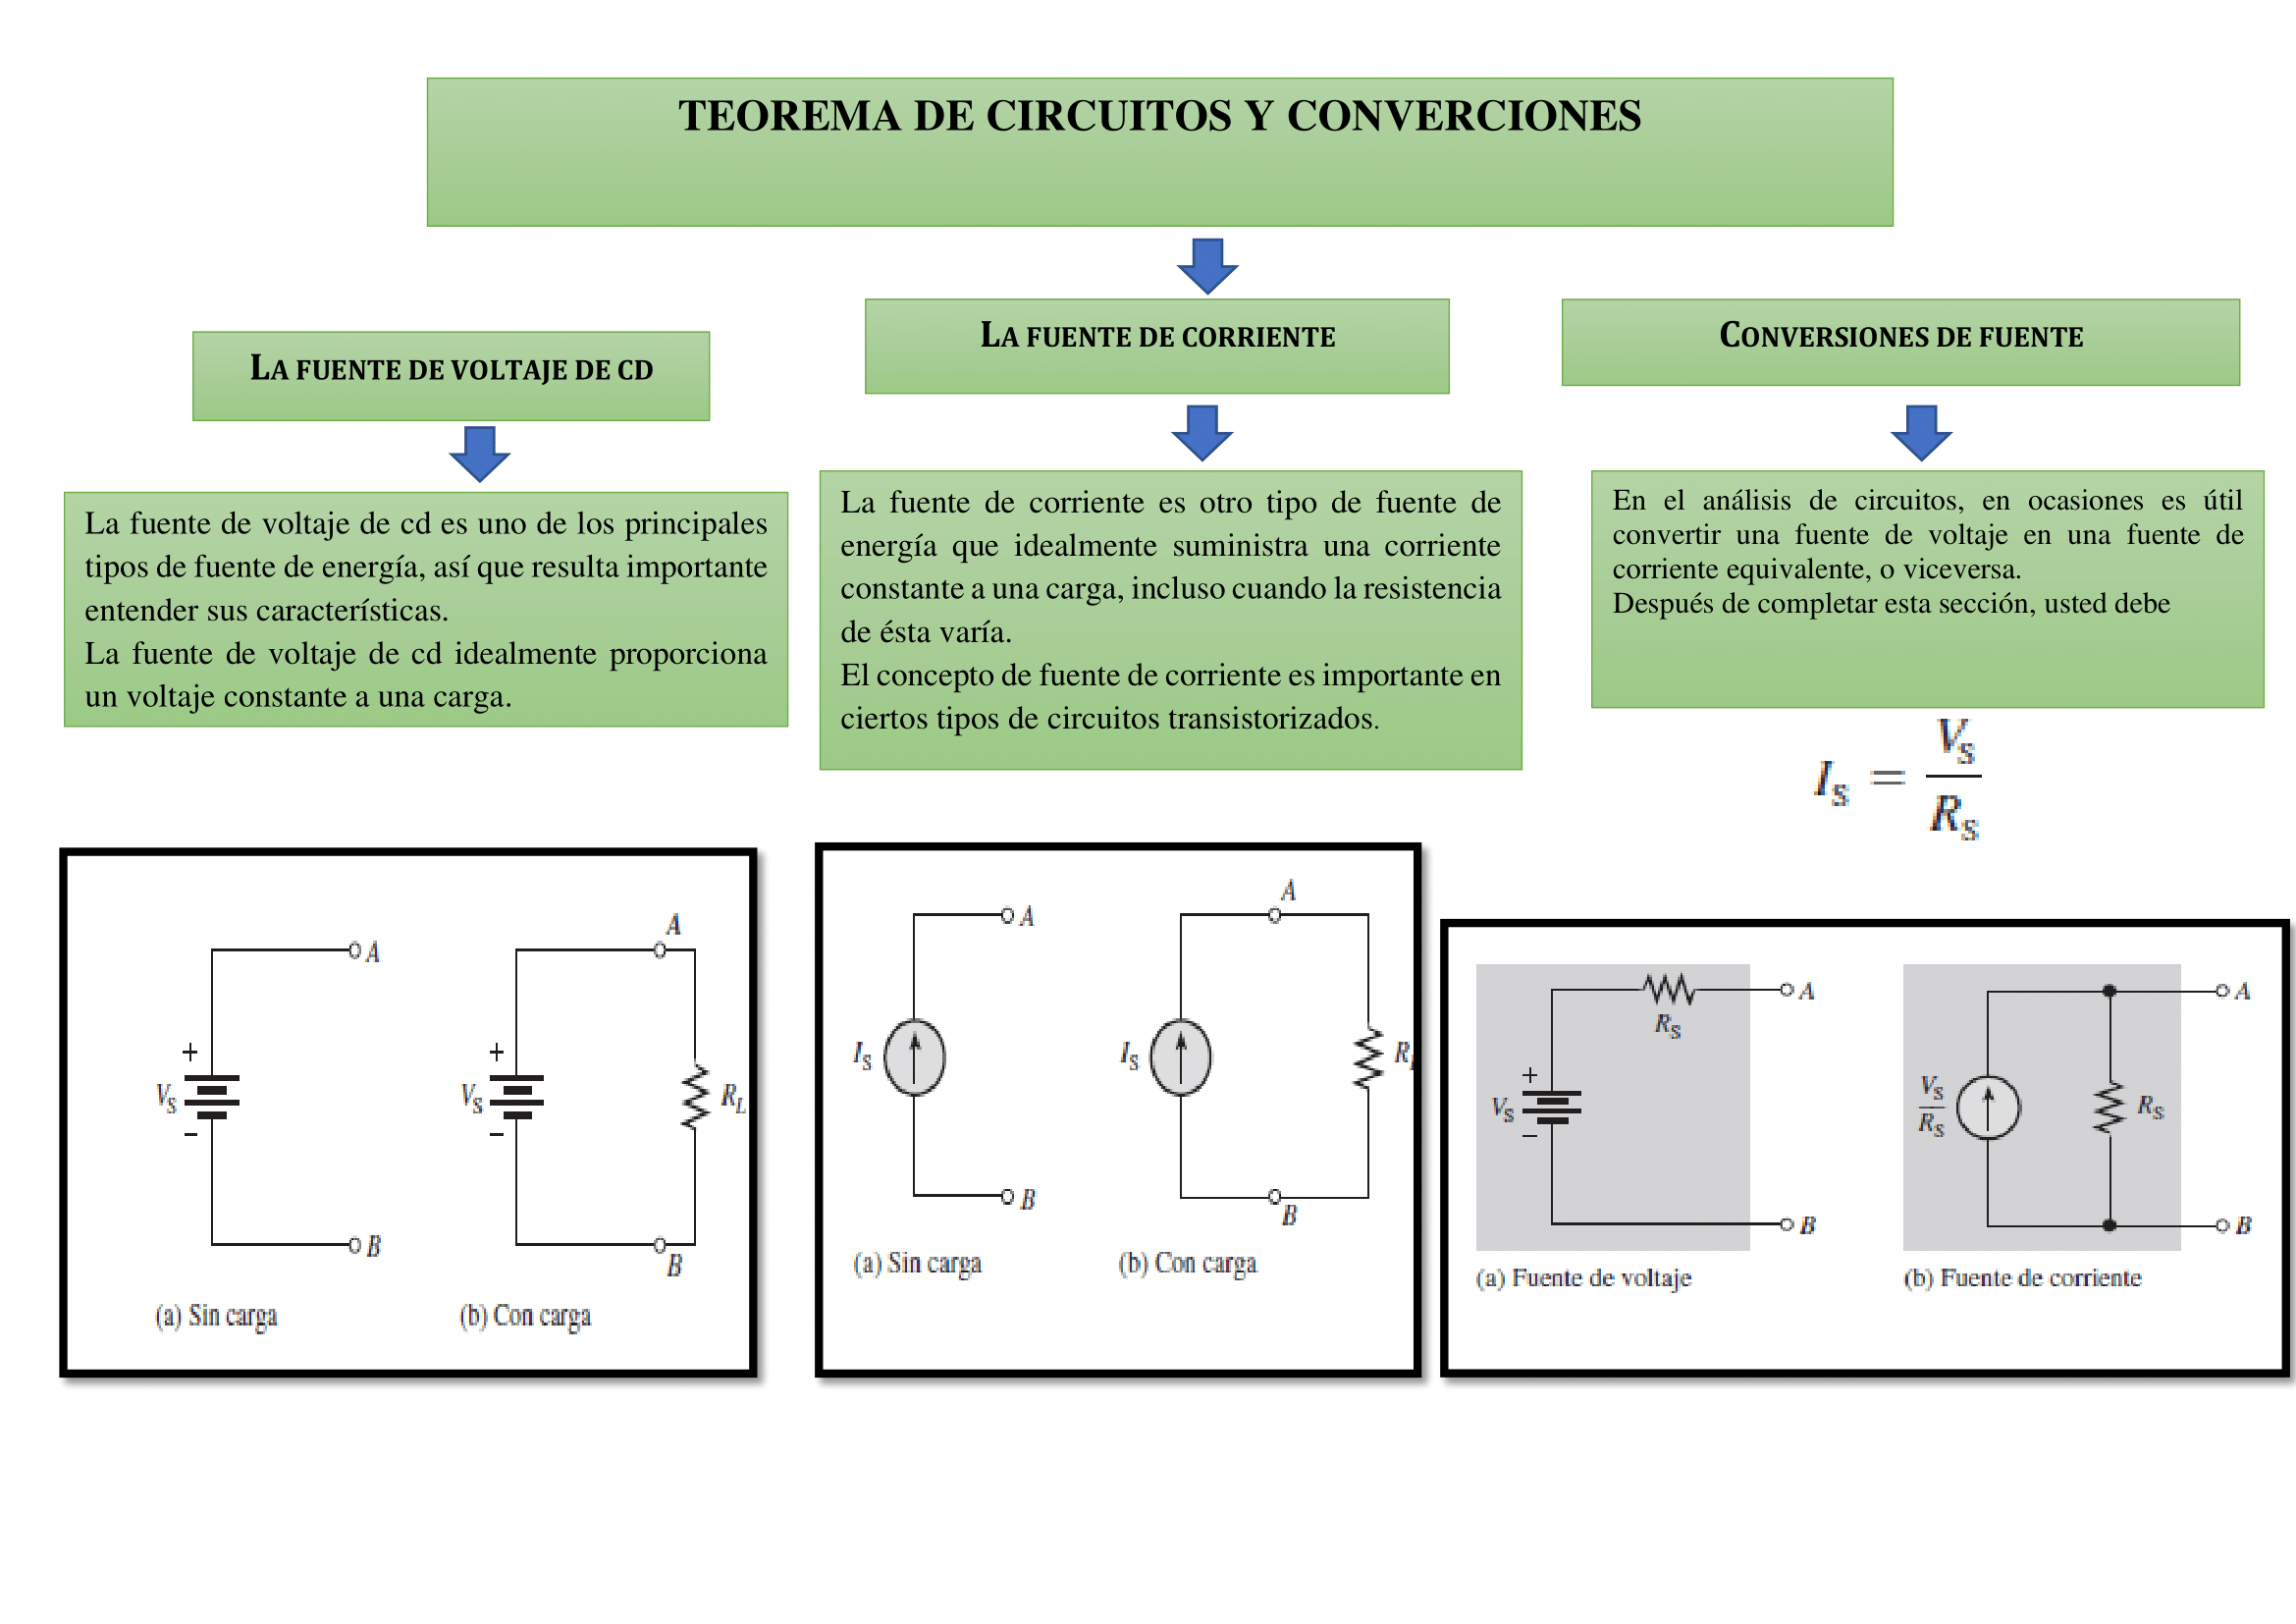 TEOREMA DE CIRCUITOS Y CONVERCIONES
LA FUENTE DE VOLTAJE DE CD
La fuente de voltaje de cd es uno de los principales
tipos de fuente de energía, así que resulta importante
entender sus características.
La fuente de voltaje de cd idealmente proporciona
un voltaje constante a una carga.
LA FUENTE DE CORRIENTE
La fuente de corriente es otro tipo de fuente de
energía que idealmente suministra una corriente
constante a una carga, incluso cuando la resistencia
de ésta varía.
El concepto de fuente de corriente es importante en
ciertos tipos de circuitos transistorizados.
CONVERSIONES DE FUENTE
En el análisis de circuitos, en ocasiones es útil
convertir una fuente de voltaje en una fuente de
corriente equivalente, o viceversa.
Después de completar esta sección, usted debe
I_S = V_S / R_S
A
A
+
V_S
−
+
V_S
−
R_L
B
B
(a) Sin carga
(b) Con carga
A
A
I_S
I_S
B
B
(a) Sin carga
(b) Con carga
R_S
A
+
V_S
−
B
(a) Fuente de voltaje
A
V_S / R_S
R_S
B
(b) Fuente de corriente